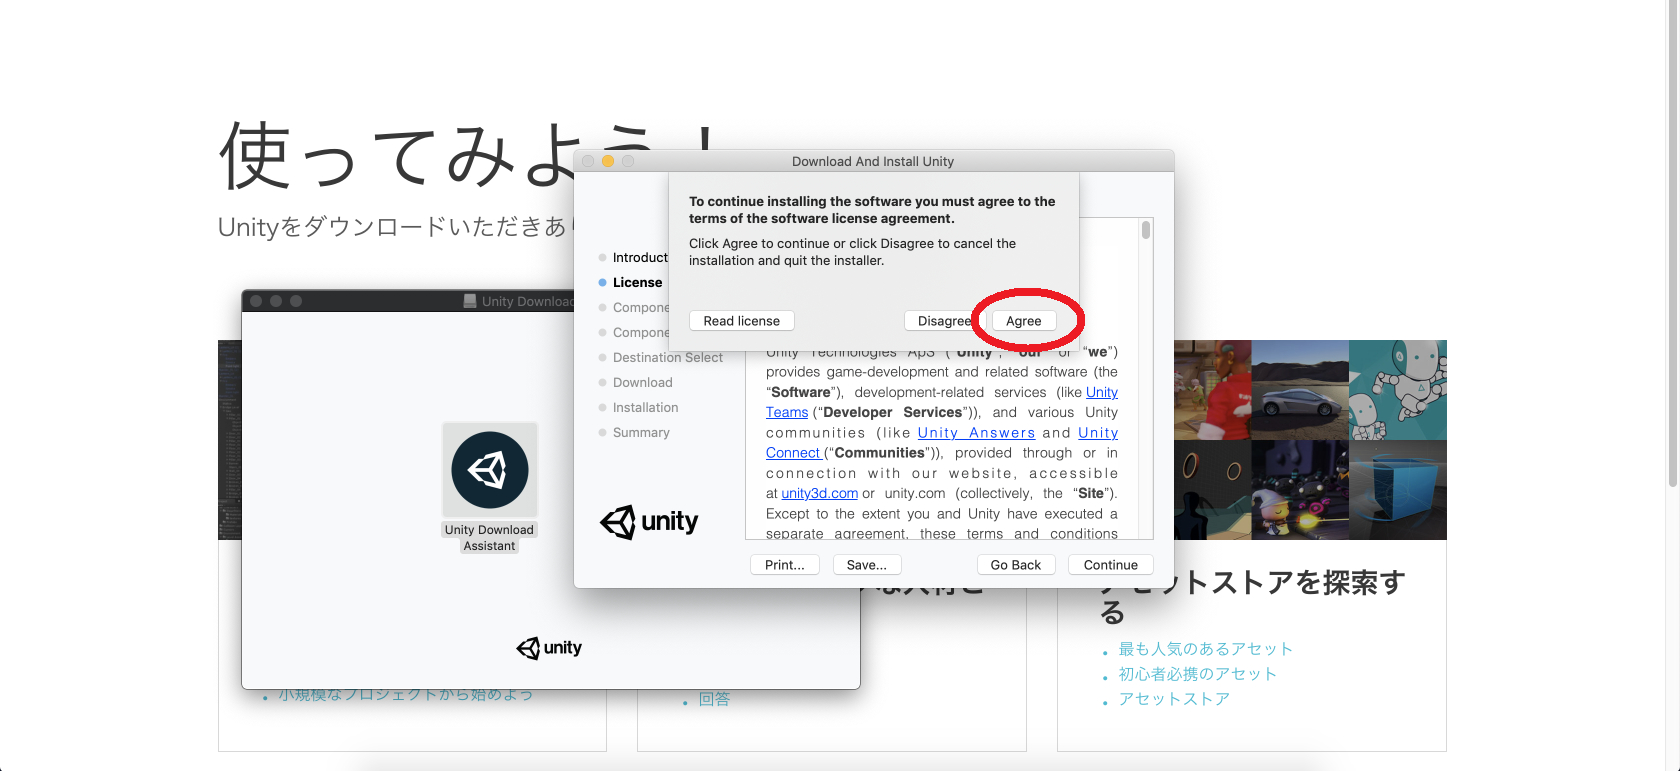 使ってみよう！
Unityをダウンロードいただきあり
Download And Install Unity
To continue installing the software you must agree to the
terms of the software license agreement.
Click Agree to continue or click Disagree to cancel the
installation and quit the installer.
Read license
Disagree
Agree
Introduct
License
Compone
Compone
Destination Select
Download
Installation
Summary
unity
Unity Technologies ApS (“Unity”, “our” or “we”)
provides game-development and related software (the
“Software”), development-related services (like Unity
Teams (“Developer Services”)), and various Unity
communities (like Unity Answers and Unity
Connect (“Communities”)), provided through or in
connection with our website, accessible
at unity3d.com or unity.com (collectively, the “Site”).
Except to the extent you and Unity have executed a
separate agreement, these terms and conditions
Print...
Save...
Go Back
Continue
Unity Download
Unity Download
Assistant
unity
小規模なプロジェクトから始めよう
回答
アセットストアを探索す
る
最も人気のあるアセット
初心者必携のアセット
アセットストア